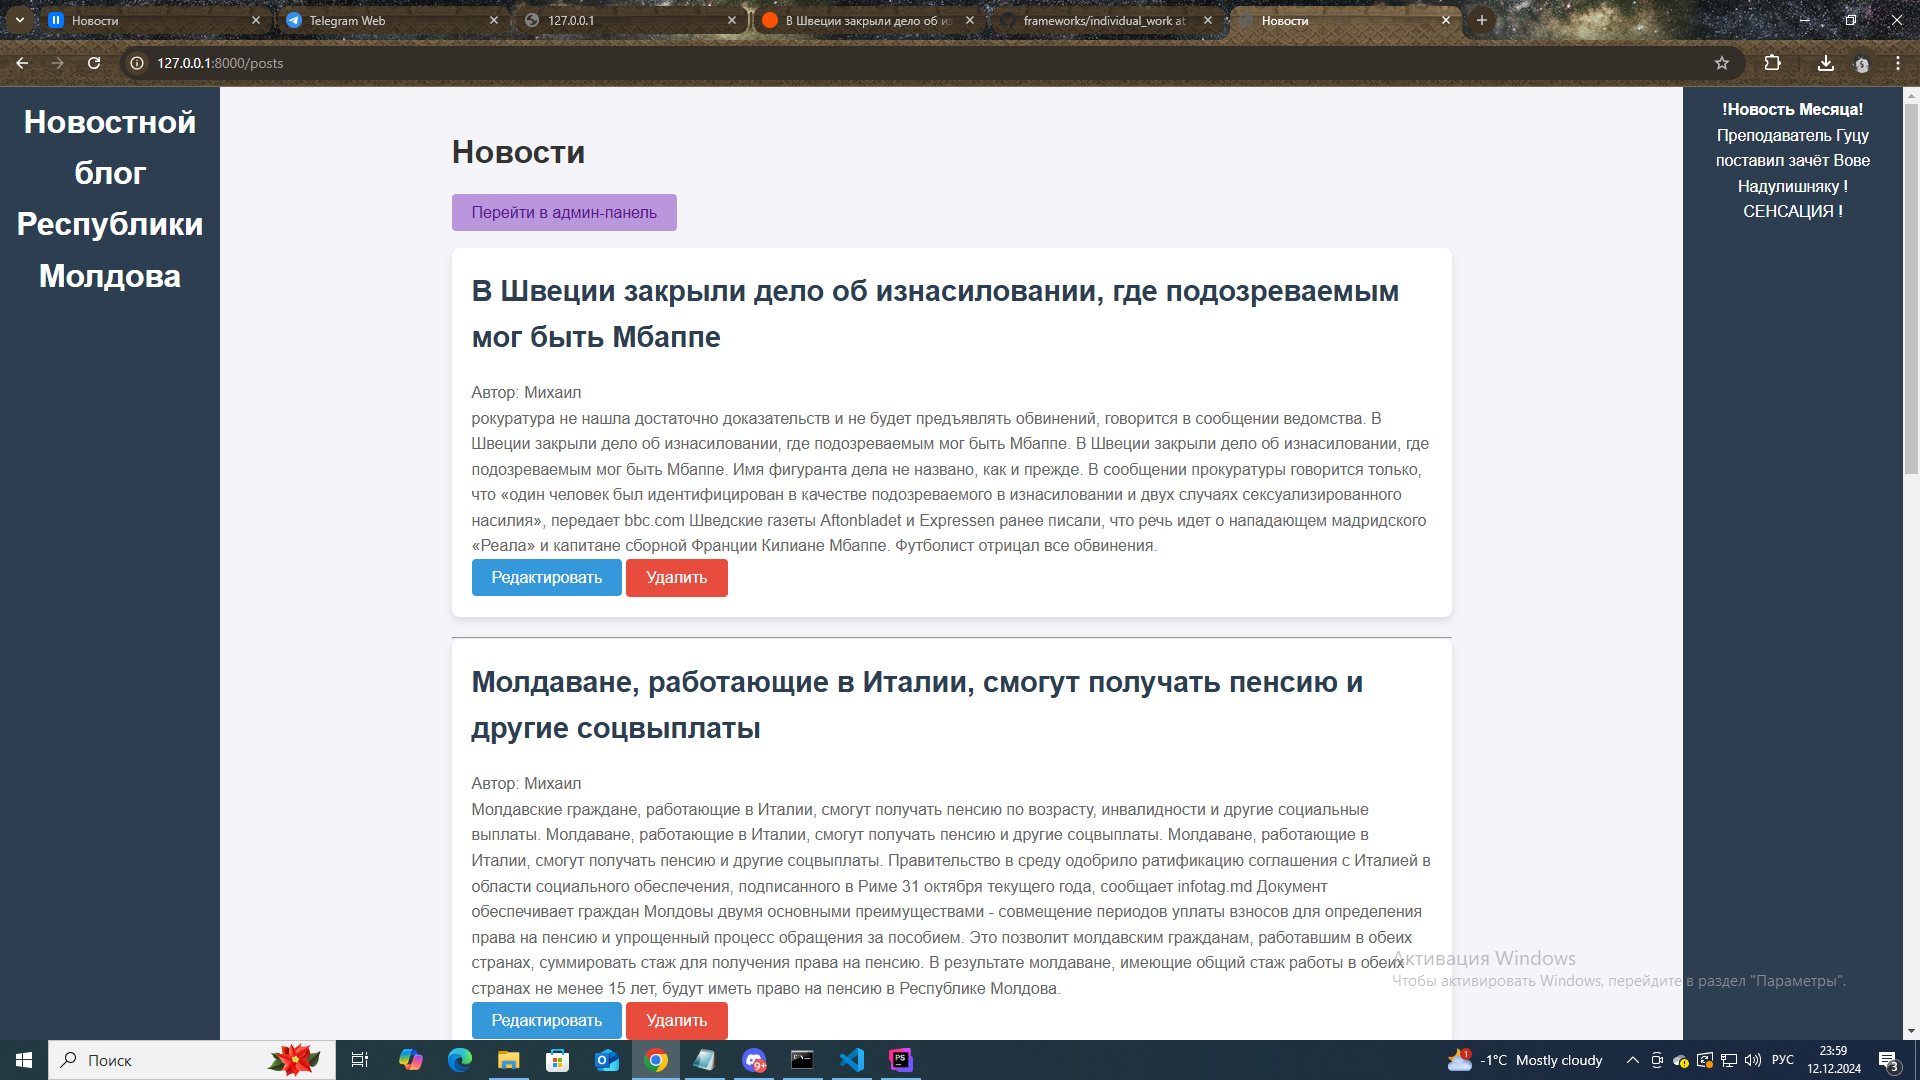 Новости
Telegram Web
127.0.0.1
В Швеции закрыли дело об из
frameworks/individual_work at
Новости
127.0.0.1:8000/posts
Новостной
блог
Республики
Молдова
Новости
Перейти в админ-панель
В Швеции закрыли дело об изнасиловании, где подозреваемым
мог быть Мбаппе
Автор: Михаил
рокуратура не нашла достаточно доказательств и не будет предъявлять обвинений, говорится в сообщении ведомства. В
Швеции закрыли дело об изнасиловании, где подозреваемым мог быть Мбаппе. В Швеции закрыли дело об изнасиловании, где
подозреваемым мог быть Мбаппе. Имя фигуранта дела не названо, как и прежде. В сообщении прокуратуры говорится только,
что «один человек был идентифицирован в качестве подозреваемого в изнасиловании и двух случаях сексуализированного
насилия», передает bbc.com Шведские газеты Aftonbladet и Expressen ранее писали, что речь идет о нападающем мадридского
«Реала» и капитане сборной Франции Килиане Мбаппе. Футболист отрицал все обвинения.
Редактировать
Удалить
Молдаване, работающие в Италии, смогут получать пенсию и
другие соцвыплаты
Автор: Михаил
Молдавские граждане, работающие в Италии, смогут получать пенсию по возрасту, инвалидности и другие социальные
выплаты. Молдаване, работающие в Италии, смогут получать пенсию и другие соцвыплаты. Молдаване, работающие в
Италии, смогут получать пенсию и другие соцвыплаты. Правительство в среду одобрило ратификацию соглашения с Италией в
области социального обеспечения, подписанного в Риме 31 октября текущего года, сообщает infotag.md Документ
обеспечивает граждан Молдовы двумя основными преимуществами - совмещение периодов уплаты взносов для определения
права на пенсию и упрощенный процесс обращения за пособием. Это позволит молдавским гражданам, работавшим в обеих
странах, суммировать стаж для получения права на пенсию. В результате молдаване, имеющие общий стаж работы в обеих
странах не менее 15 лет, будут иметь право на пенсию в Республике Молдова.
Редактировать
Удалить
!Новость Месяца!
Преподаватель Гуцу
поставил зачёт Вове
Надулишняку !
СЕНСАЦИЯ !
Активация Windows
Чтобы активировать Windows, перейдите в раздел "Параметры".
Поиск
9+
PS
1
-1°C Mostly cloudy
РУС
23:59
12.12.2024
3